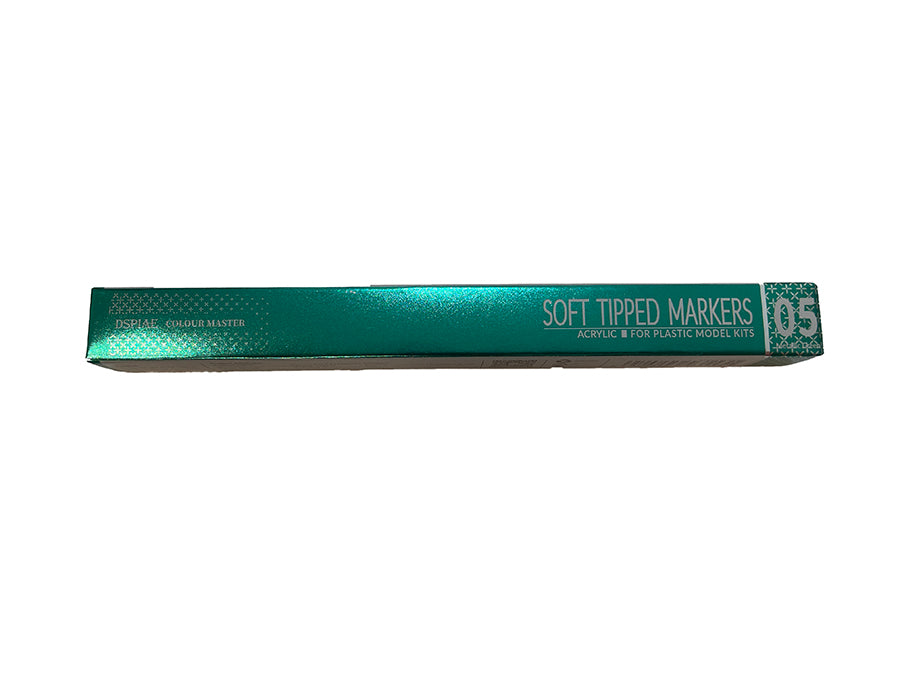 DSPIAE COLOUR MASTER
SOFT TIPPED MARKERS
ACRYLIC FOR PLASTIC MODEL KITS
05